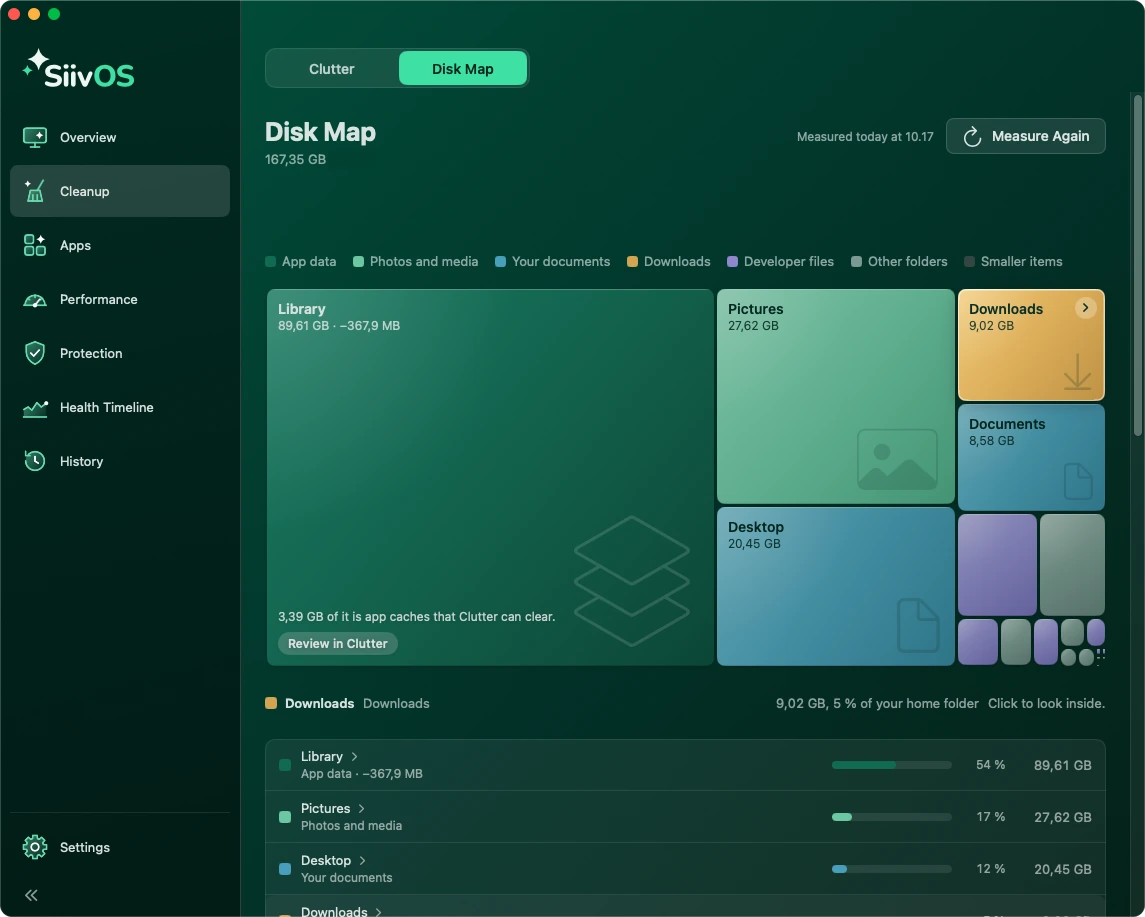 SiivOS
Overview
Cleanup
Apps
Performance
Protection
Health Timeline
History
Settings
Clutter
Disk Map
Disk Map
167,35 GB
Measured today at 10.17
Measure Again
App data
Photos and media
Your documents
Downloads
Developer files
Other folders
Smaller items
Library
89,61 GB · −367,9 MB
3,39 GB of it is app caches that Clutter can clear.
Review in Clutter
Pictures
27,62 GB
Desktop
20,45 GB
Downloads
9,02 GB
Documents
8,58 GB
Downloads Downloads
9,02 GB, 5 % of your home folder Click to look inside.
Library
App data · −367,9 MB
54 %
89,61 GB
Pictures
Photos and media
17 %
27,62 GB
Desktop
Your documents
12 %
20,45 GB
Downloads